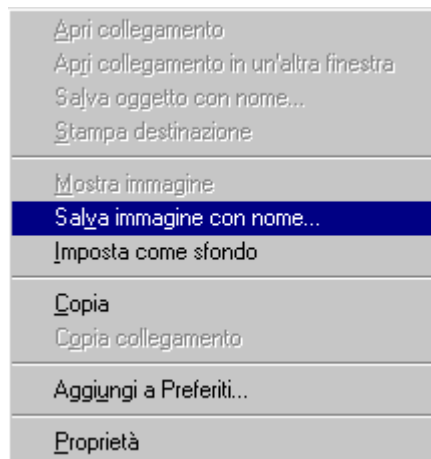 Apri collegamento
Apri collegamento in un'altra finestra
Salva oggetto con nome...
Stampa destinazione
Mostra immagine
Salva immagine con nome...
Imposta come sfondo
Copia
Copia collegamento
Aggiungi a Preferiti...
Proprietà